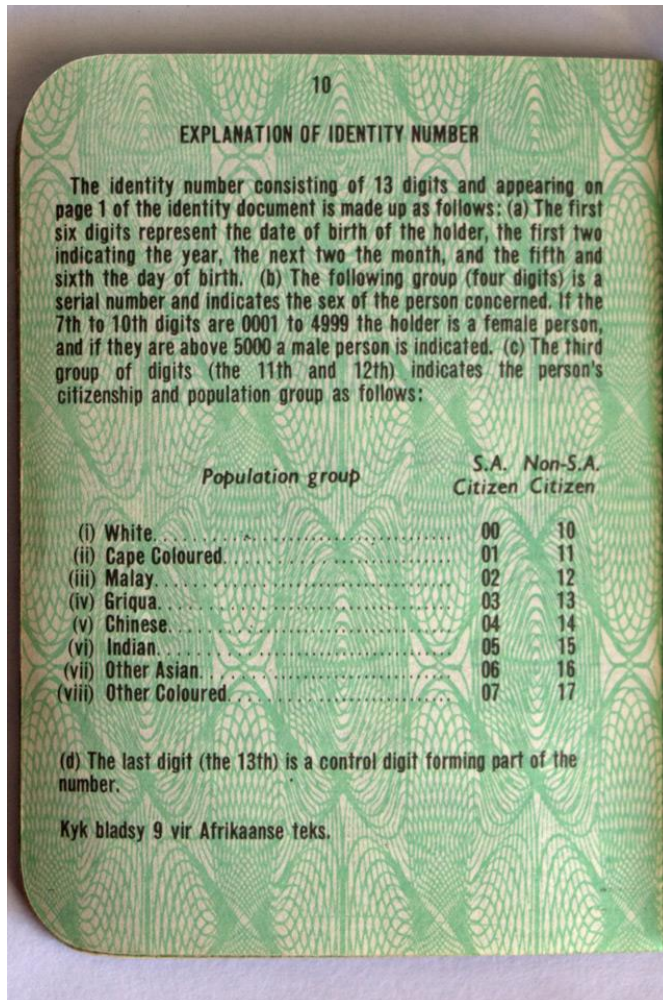 10
EXPLANATION OF IDENTITY NUMBER
The identity number consisting of 13 digits and appearing on
page 1 of the identity document is made up as follows: (a) The first
six digits represent the date of birth of the holder, the first two
indicating the year, the next two the month, and the fifth and
sixth the day of birth. (b) The following group (four digits) is a
serial number and indicates the sex of the person concerned. If the
7th to 10th digits are 0001 to 4999 the holder is a female person,
and if they are above 5000 a male person is indicated. (c) The third
group of digits (the 11th and 12th) indicates the person's
citizenship and population group as follows:
Population group S.A. Non-S.A.
Citizen Citizen
(i) White. . . . . . . . . . . . . . . . . . . . . . . . . . . . . . 00 10
(ii) Cape Coloured. . . . . . . . . . . . . . . . . . . . . . . 01 11
(iii) Malay. . . . . . . . . . . . . . . . . . . . . . . . . . . . . . 02 12
(iv) Griqua. . . . . . . . . . . . . . . . . . . . . . . . . . . . . 03 13
(v) Chinese. . . . . . . . . . . . . . . . . . . . . . . . . . . . 04 14
(vi) Indian. . . . . . . . . . . . . . . . . . . . . . . . . . . . . 05 15
(vii) Other Asian. . . . . . . . . . . . . . . . . . . . . . . . . 06 16
(viii) Other Coloured. . . . . . . . . . . . . . . . . . . . . . 07 17
(d) The last digit (the 13th) is a control digit forming part of the
number.
Kyk bladsy 9 vir Afrikaanse teks.